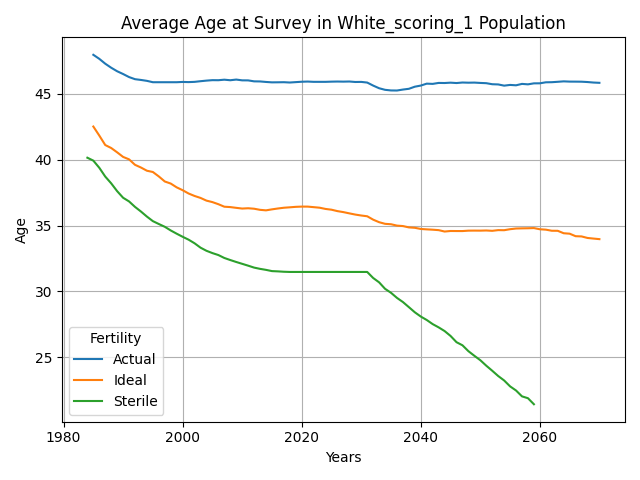 Average Age at Survey in White_scoring_1 Population
Age
45
40
35
30
25
Fertility
Actual
Ideal
Sterile
1980
2000
2020
2040
2060
Years